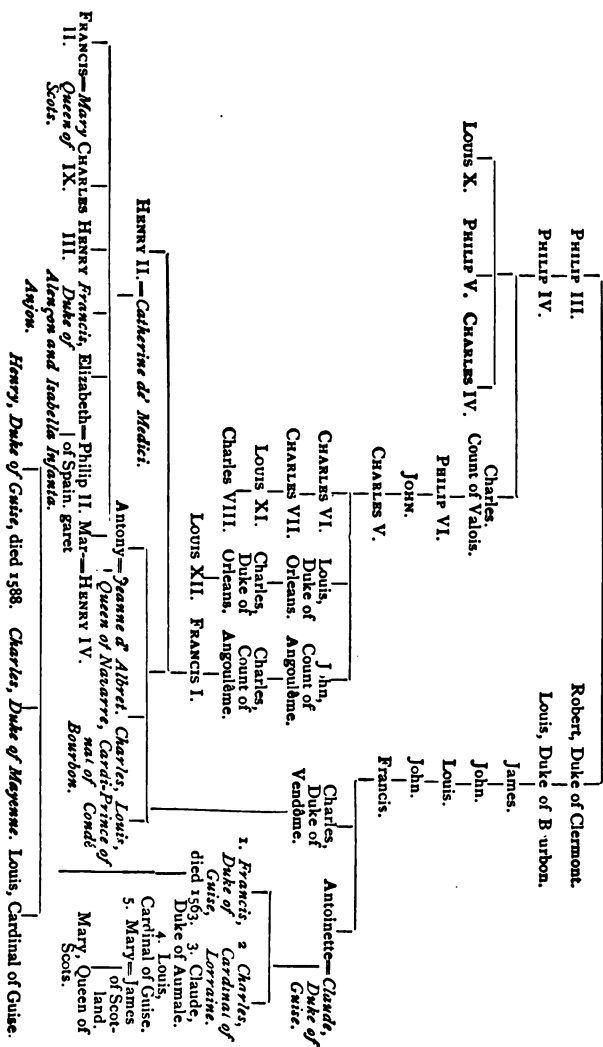 PHILIP III.
Robert, Duke of Clermont.
PHILIP IV.
Louis, Duke of B urbon.
LOUIS X. PHILIP V. CHARLES IV.
Charles,
Count of Valois.
James.
PHILIP VI.
John.
JOHN.
Louis.
CHARLES V.
John.
Francis.
CHARLES VI.
Louis,
Duke of
Orleans.
John,
Count of
Angoulême.
Charles,
Duke of
Vendôme.
Antoinette=Claude,
Duke of
Guise.
CHARLES VII.
LOUIS XI.
Charles,
Duke of
Orleans.
Charles,
Count of
Angoulême.
Charles VIII.
LOUIS XII.
FRANCIS I.
1. Francis,
Duke of
Guise,
died 1563.
2 Charles,
Cardinal of
Lorraine.
3. Claude,
Duke of Aumale.
4. Louis,
Cardinal of Guise.
5. Mary=James
of Scot-
land.
Mary, Queen of
Scots.
HENRY II.=Catherine de' Medici.
Antony=Jeanne d'Albret.
Queen of Navarre,
Charles,
Cardi-
nal of
Bourbon.
Louis,
Prince of
Condé
FRANCIS=Mary
II. Queen of
Scots.
CHARLES
IX.
HENRY
III.
Francis,
Duke of
Alençon and
Anjou.
Elizabeth=Philip II.
of Spain.
Isabella Infanta.
Mar-=HENRY IV.
garet
Henry, Duke of Guise, died 1588. Charles, Duke of Mayenne. Louis, Cardinal of Guise.